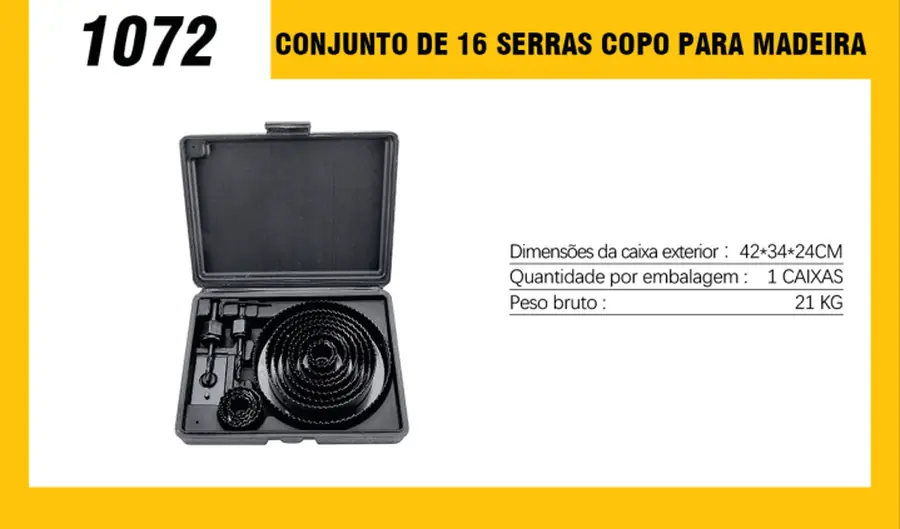 1072
CONJUNTO DE 16 SERRAS COPO PARA MADEIRA
Dimensões da caixa exterior : 42*34*24CM
Quantidade por embalagem : 1 CAIXAS
Peso bruto : 21 KG